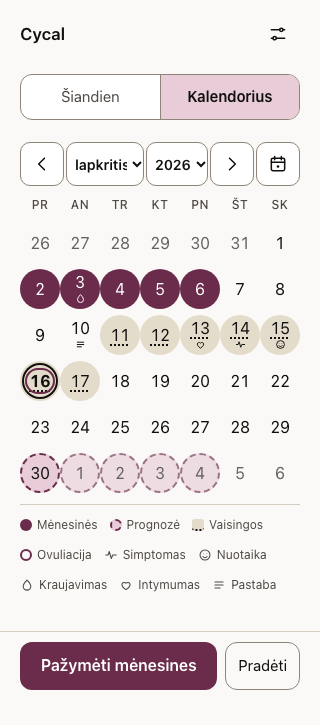 Cycal
Šiandien Kalendorius
lapkritis 2026
PR AN TR KT PN ŠT SK
26 27 28 29 30 31 1
2 3 4 5 6 7 8
9 10 11 12 13 14 15
16 17 18 19 20 21 22
23 24 25 26 27 28 29
30 1 2 3 4 5 6
Mėnesinės Prognozė Vaisingos
Ovuliacija Simptomas Nuotaika
Kraujavimas Intymumas Pastaba
Pažymėti mėnesines Pradėti